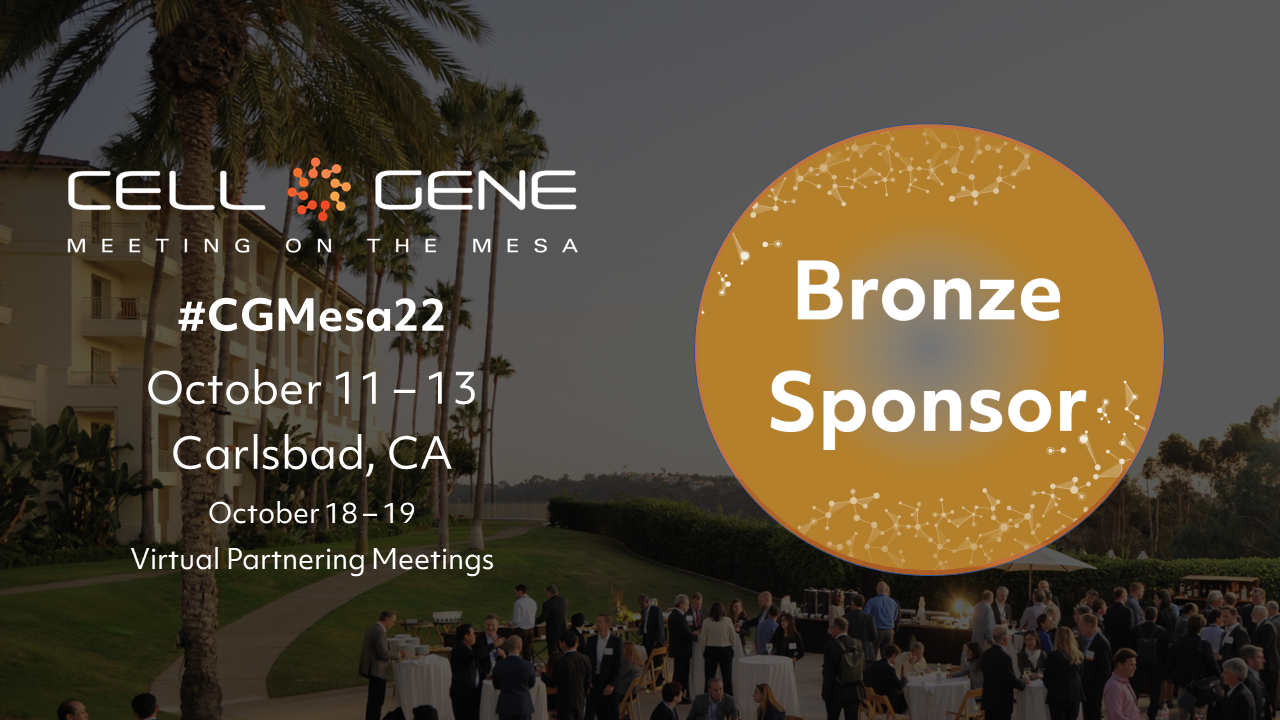 CELL GENE
MEETING ON THE MESA
#CGMesa22
October 11 – 13
Carlsbad, CA
October 18 – 19
Virtual Partnering Meetings
Bronze
Sponsor